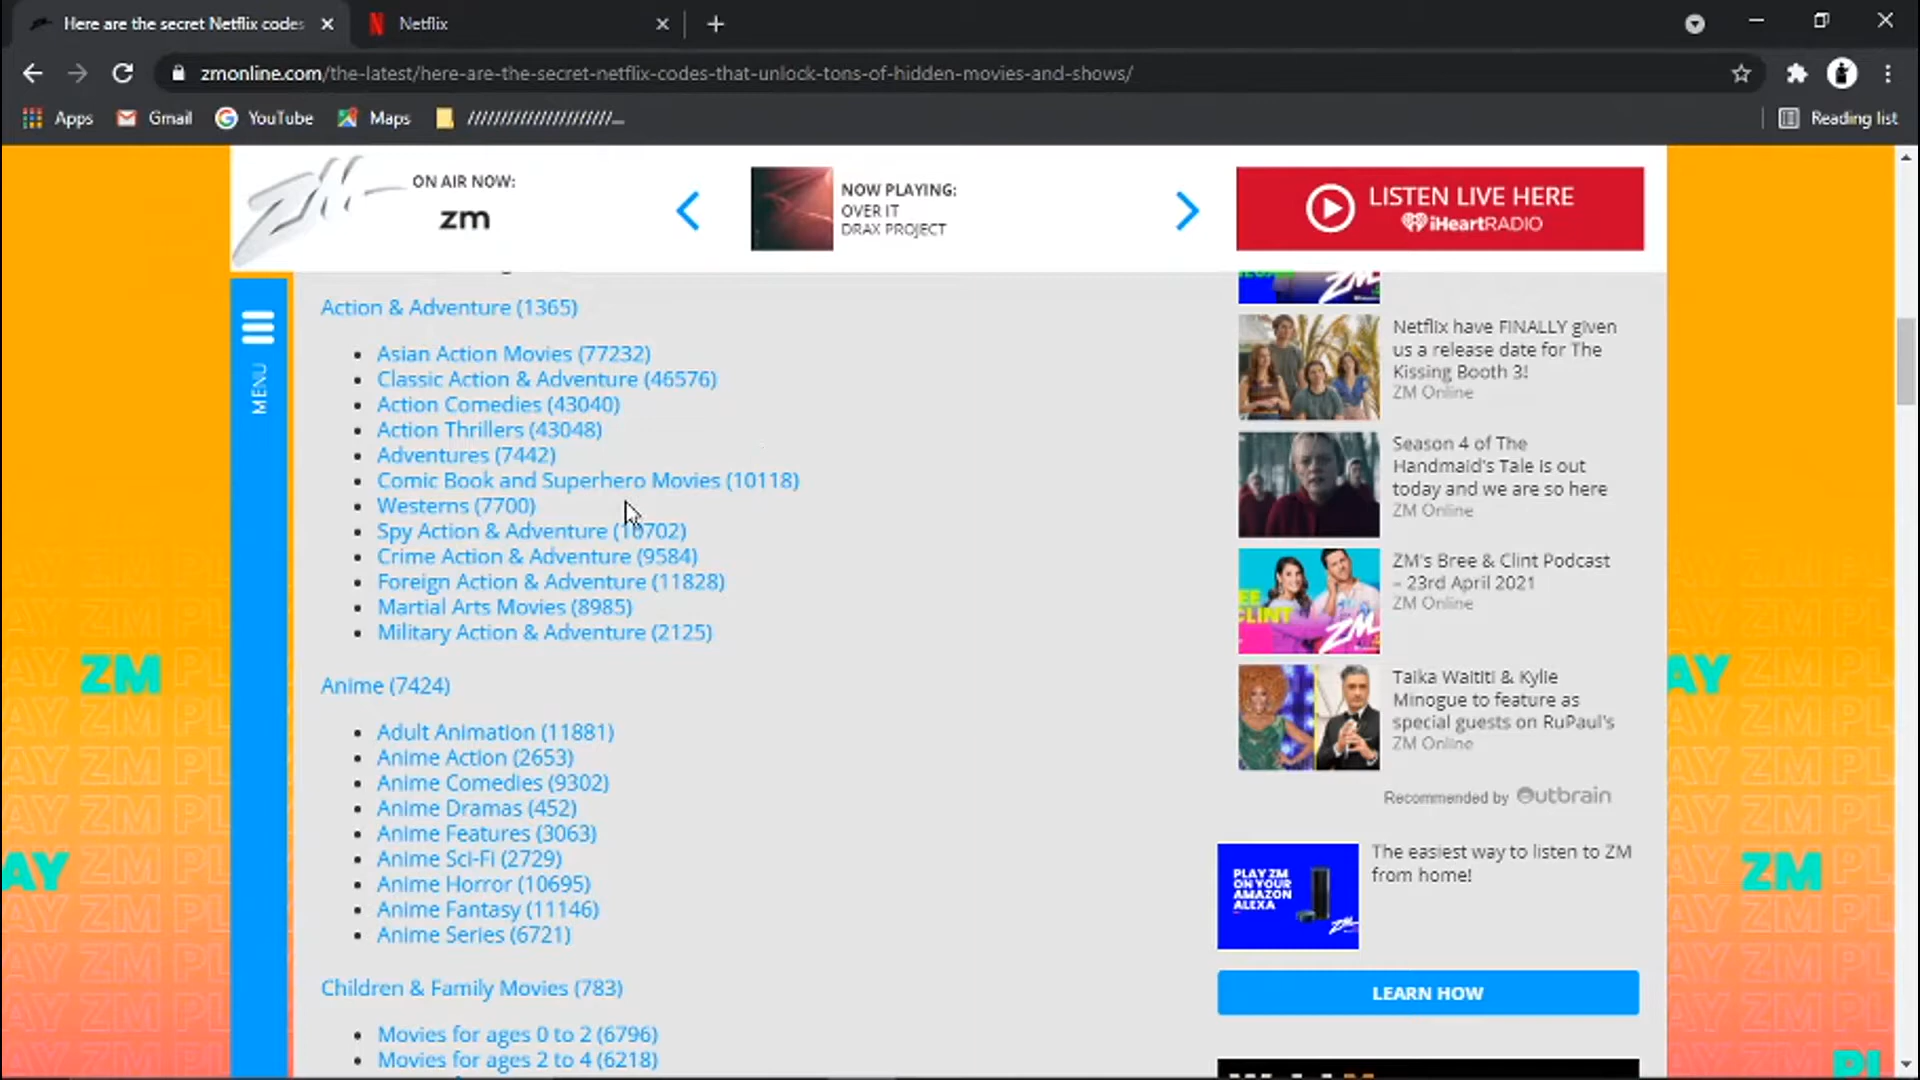 Here are the secret Netflix codes
Netflix
zmonline.com/the-latest/here-are-the-secret-netflix-codes-that-unlock-tons-of-hidden-movies-and-shows/
Apps
Gmail
YouTube
Maps
//////////////////////...
Reading list
ZM
ON AIR NOW:
zm
NOW PLAYING:
OVER IT
DRAX PROJECT
LISTEN LIVE HERE
iHeartRADIO
MENU
Action & Adventure (1365)
Asian Action Movies (77232)
Classic Action & Adventure (46576)
Action Comedies (43040)
Action Thrillers (43048)
Adventures (7442)
Comic Book and Superhero Movies (10118)
Westerns (7700)
Spy Action & Adventure (10702)
Crime Action & Adventure (9584)
Foreign Action & Adventure (11828)
Martial Arts Movies (8985)
Military Action & Adventure (2125)
Anime (7424)
Adult Animation (11881)
Anime Action (2653)
Anime Comedies (9302)
Anime Dramas (452)
Anime Features (3063)
Anime Sci-Fi (2729)
Anime Horror (10695)
Anime Fantasy (11146)
Anime Series (6721)
Children & Family Movies (783)
Movies for ages 0 to 2 (6796)
Movies for ages 2 to 4 (6218)
Netflix have FINALLY given
us a release date for The
Kissing Booth 3!
ZM Online
Season 4 of The
Handmaid's Tale is out
today and we are so here
ZM Online
EE
CLINT
ZM
ZM's Bree & Clint Podcast
– 23rd April 2021
ZM Online
Taika Waititi & Kylie
Minogue to feature as
special guests on RuPaul's
ZM Online
Recommended by Outbrain
PLAY ZM
ON YOUR
AMAZON
ALEXA
ZM
The easiest way to listen to ZM
from home!
LEARN HOW
ZM
AY
AY
ZM